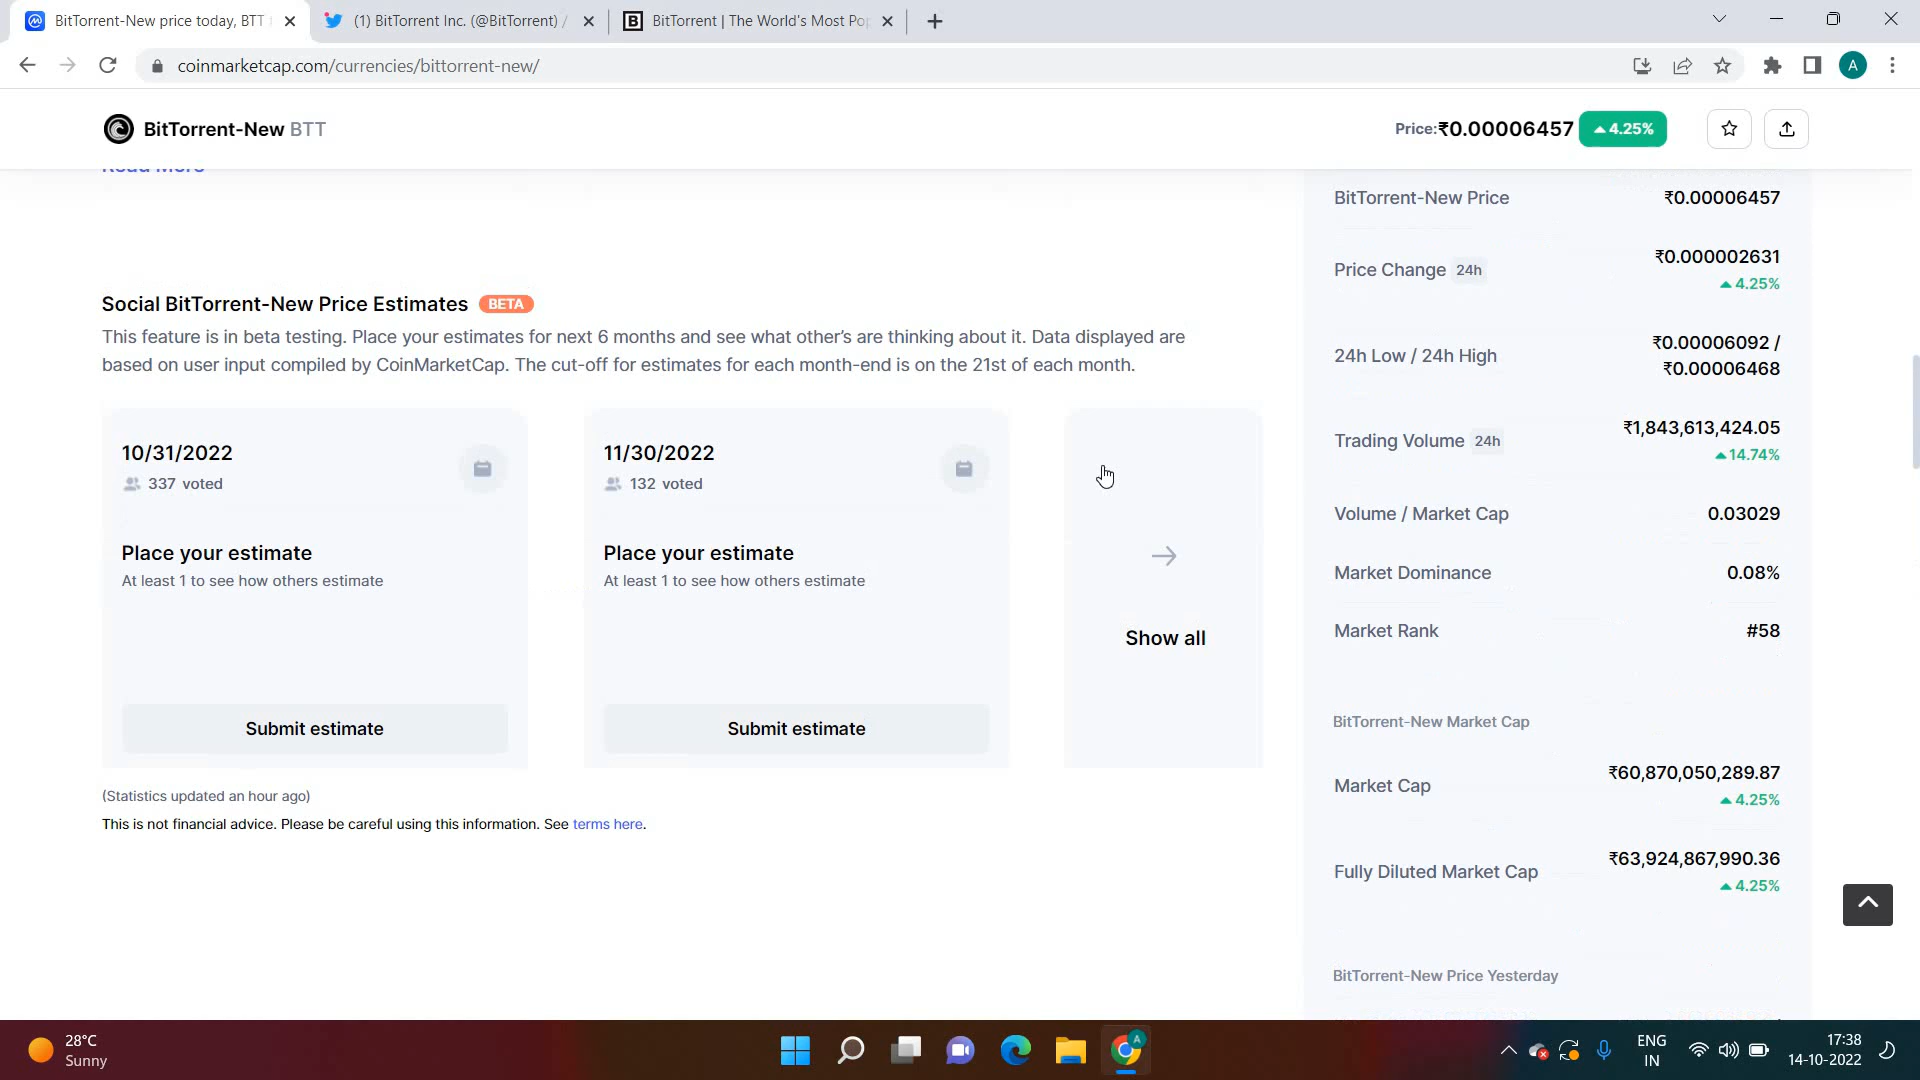 BitTorrent-New price today, BTT
(1) BitTorrent Inc. (@BitTorrent) /
BitTorrent | The World's Most Po
coinmarketcap.com/currencies/bittorrent-new/
A
BitTorrent-New BTT
Price:₹0.00006457
4.25%
Read More
Social BitTorrent-New Price Estimates BETA
This feature is in beta testing. Place your estimates for next 6 months and see what other’s are thinking about it. Data displayed are
based on user input compiled by CoinMarketCap. The cut-off for estimates for each month-end is on the 21st of each month.
10/31/2022
337 voted
Place your estimate
At least 1 to see how others estimate
Submit estimate
11/30/2022
132 voted
Place your estimate
At least 1 to see how others estimate
Submit estimate
Show all
(Statistics updated an hour ago)
This is not financial advice. Please be careful using this information. See terms here.
BitTorrent-New Price ₹0.00006457
Price Change 24h ₹0.000002631
4.25%
24h Low / 24h High ₹0.00006092 /
₹0.00006468
Trading Volume 24h ₹1,843,613,424.05
14.74%
Volume / Market Cap 0.03029
Market Dominance 0.08%
Market Rank #58
BitTorrent-New Market Cap
Market Cap ₹60,870,050,289.87
4.25%
Fully Diluted Market Cap ₹63,924,867,990.36
4.25%
BitTorrent-New Price Yesterday
28°C
Sunny
A
ENG
IN
17:38
14-10-2022